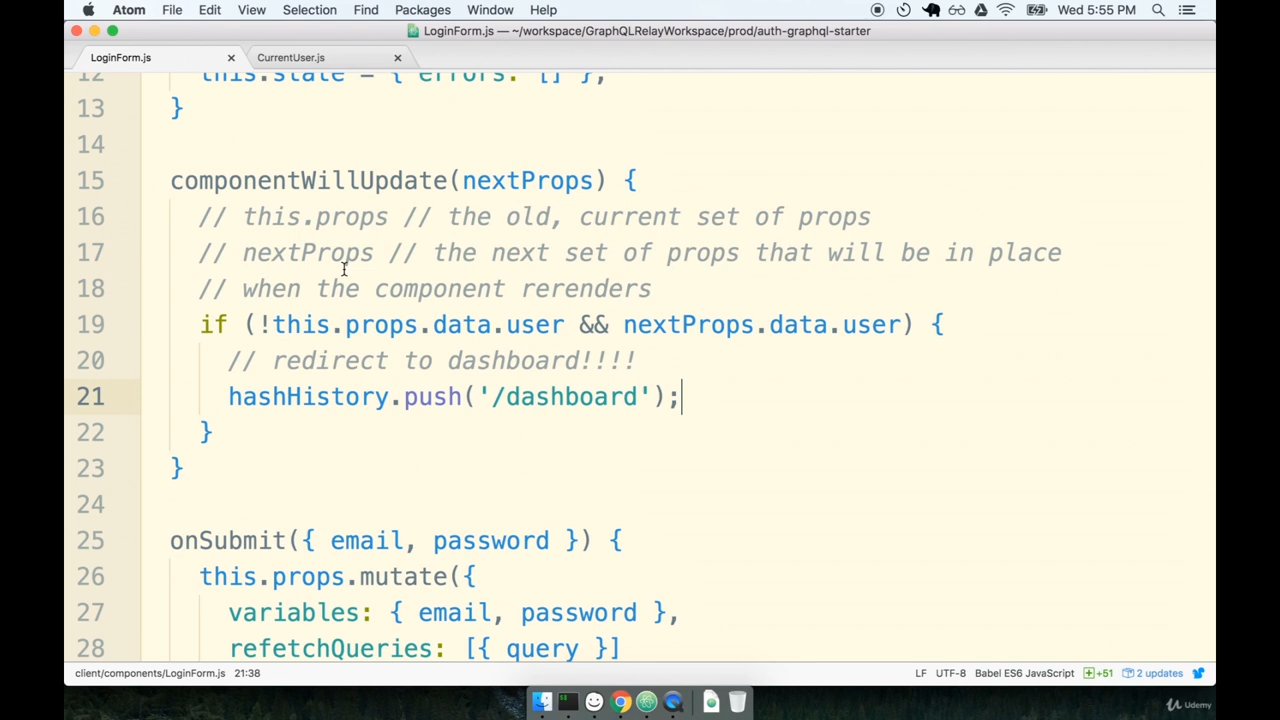 Atom File Edit View Selection Find Packages Window Help Wed 5:55 PM
LoginForm.js — ~/workspace/GraphQLRelayWorkspace/prod/auth-graphql-starter
LoginForm.js CurrentUser.js
12 this.state = { errors: [] };
13 }
14
15 componentWillUpdate(nextProps) {
16 // this.props // the old, current set of props
17 // nextProps // the next set of props that will be in place
18 // when the component rerenders
19 if (!this.props.data.user && nextProps.data.user) {
20 // redirect to dashboard!!!!
21 hashHistory.push('/dashboard');
22 }
23 }
24
25 onSubmit({ email, password }) {
26 this.props.mutate({
27 variables: { email, password },
28 refetchQueries: [{ query }]
client/components/LoginForm.js 21:38 LF UTF-8 Babel ES6 JavaScript +51 2 updates
Udemy